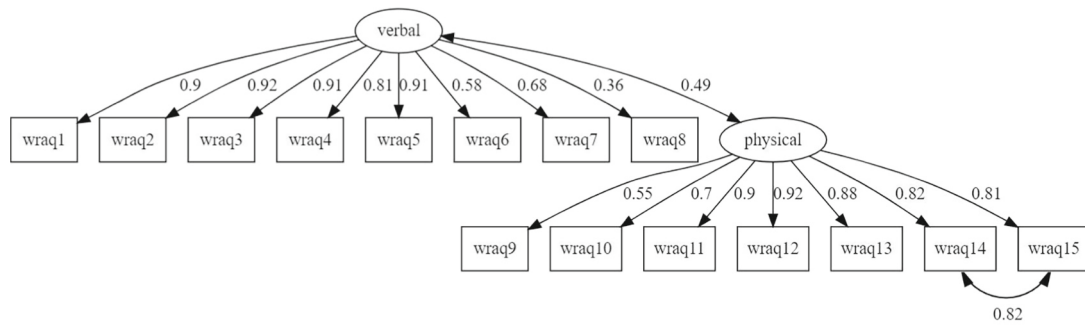 verbal
0.9 0.92 0.91 0.81 0.91 0.58 0.68 0.36 0.49
wraq1 wraq2 wraq3 wraq4 wraq5 wraq6 wraq7 wraq8 physical
0.55 0.7 0.9 0.92 0.88 0.82 0.81
wraq9 wraq10 wraq11 wraq12 wraq13 wraq14 wraq15
0.82